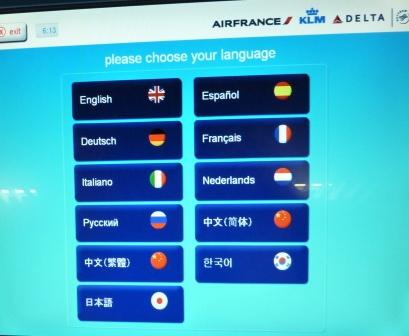 exit
6:13
AIRFRANCE KLM DELTA
please choose your language
English
Español
Deutsch
Français
Italiano
Nederlands
Русский
中文(简体)
中文(繁體)
한국어
日本語